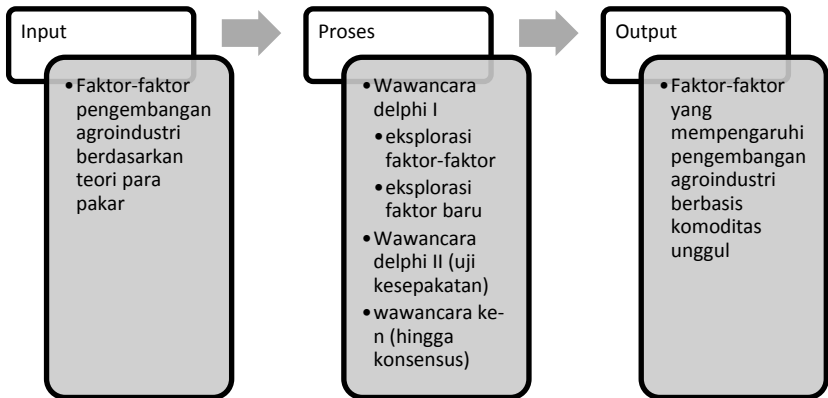 Input
• Faktor-faktor
pengembangan
agroindustri
berdasarkan
teori para
pakar
Proses
• Wawancara
delphi I
• eksplorasi
faktor-faktor
• eksplorasi
faktor baru
• Wawancara
delphi II (uji
kesepakatan)
• wawancara ke-
n (hingga
konsensus)
Output
• Faktor-faktor
yang
mempengaruhi
pengembangan
agroindustri
berbasis
komoditas
unggul